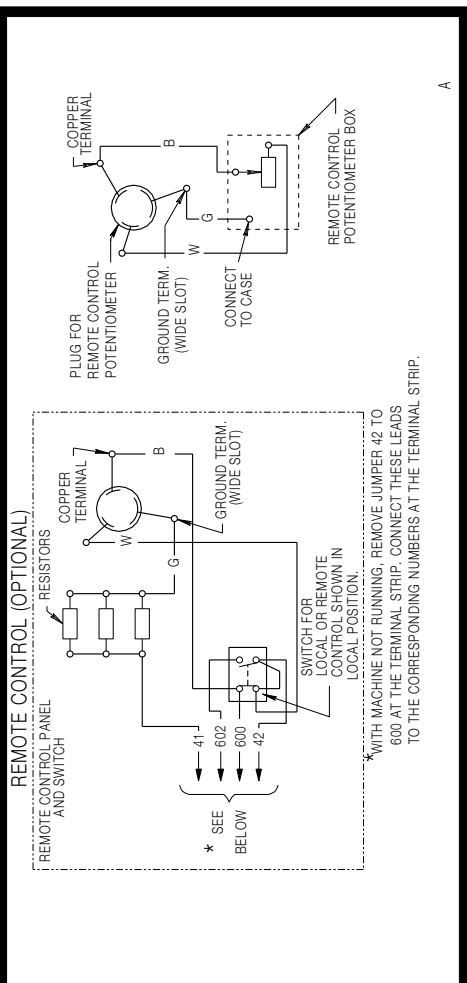 REMOTE CONTROL (OPTIONAL)
REMOTE CONTROL PANEL
AND SWITCH
RESISTORS
COPPER
TERMINAL
B
W
G
GROUND TERM.
(WIDE SLOT)
41
602
600
42
* SEE
BELOW
SWITCH FOR
LOCAL OR REMOTE
CONTROL SHOWN IN
LOCAL POSITION.
*WITH MACHINE NOT RUNNING, REMOVE JUMPER 42 TO
600 AT THE TERMINAL STRIP. CONNECT THESE LEADS
TO THE CORRESPONDING NUMBERS AT THE TERMINAL STRIP.
PLUG FOR
REMOTE CONTROL
POTENTIOMETER
COPPER
TERMINAL
B
GROUND TERM.
(WIDE SLOT)
G
W
CONNECT
TO CASE
REMOTE CONTROL
POTENTIOMETER BOX
A